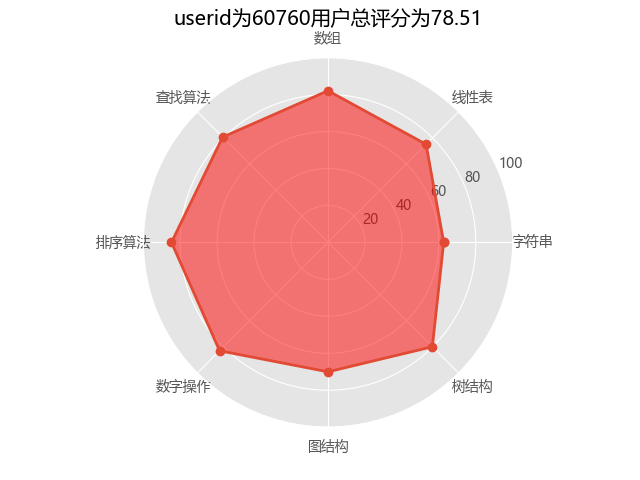 userid为60760用户总评分为78.51
数组
查找算法
线性表
100
80
60
40
20
排序算法
字符串
数字操作
树结构
图结构